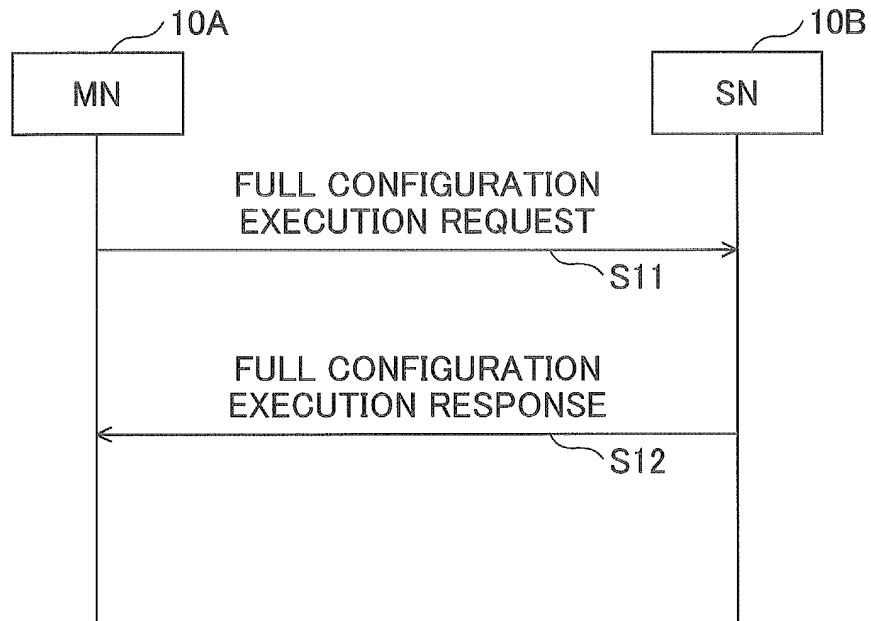 10A
10B
MN
SN
FULL CONFIGURATION
EXECUTION REQUEST
S11
FULL CONFIGURATION
EXECUTION RESPONSE
S12